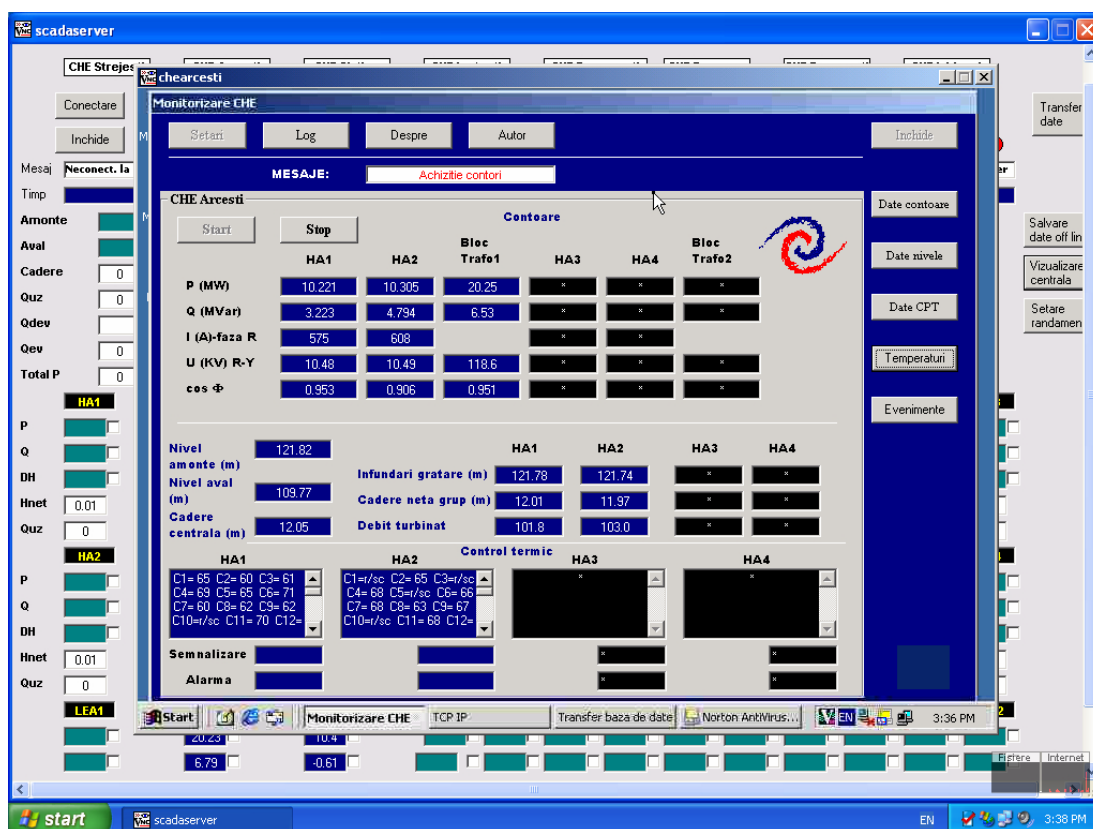 scadaserver
CHE Strejes
chearcesti
Monitorizare CHE
Conectare
Inchide
Setari Log Despre Autor Inchide
Transfer date
Mesaj Neconect. la
MESAJE: Achizitie contori
Timp
CHE Arcesti
Start Stop
Contoare
Date contoare
Amonte
Aval
Cadere 0
Quz 0
Qdev
Qev 0
Total P 0
Salvare
date off lin
Vizualizare
centrala
Setare
randamen
HA1 HA2 Bloc Trafo1 HA3 HA4 Bloc Trafo2
P (MW) 10.221 10.305 20.25 * * *
Q (MVar) 3.223 4.794 6.53 * * *
I (A)-faza R 575 608 * *
U (KV) R-Y 10.48 10.49 118.6 * * *
cos Φ 0.953 0.906 0.951 * * *
Date nivele
Date CPT
Temperaturi
Evenimente
HA1
P
Q
DH
Hnet 0.01
Quz 0
HA2
P
Q
DH
Hnet 0.01
Quz 0
LEA1
Nivel amonte (m) 121.82
Nivel aval (m) 109.77
Cadere centrala (m) 12.05
HA1 HA2 HA3 HA4
Infundari gratare (m) 121.78 121.74 * *
Cadere neta grup (m) 12.01 11.97 * *
Debit turbinat 101.8 103.0 * *
Control termic
HA1 HA2 HA3 HA4
C1= 65 C2= 60 C3= 61
C4= 69 C5= 65 C6= 71
C7= 60 C8= 62 C9= 62
C10=r/sc C11= 70 C12=
C1=r/sc C2= 65 C3=r/sc
C4= 68 C5=r/sc C6= 66
C7= 68 C8= 63 C9= 67
C10=r/sc C11= 68 C12=
* *
Semnalizare * *
Alarma * *
Start Monitorizare CHE TCP IP Transfer baza de date Norton AntiVirus... EN 3:36 PM
20.23 10.4
6.79 -0.61
Fisiere Internet
start scadaserver EN 3:38 PM